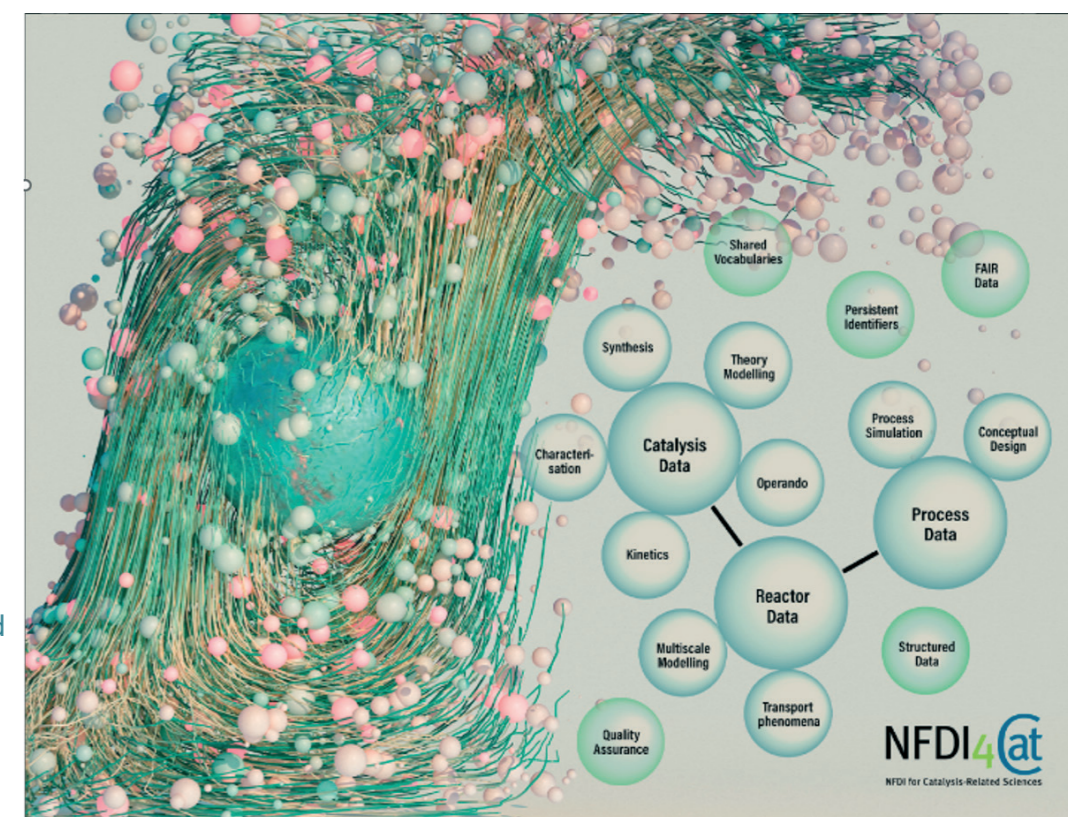 Shared
Vocabularies
FAIR
Data
Persistent
Identifiers
Synthesis
Theory
Modelling
Process
Simulation
Conceptual
Design
Catalysis
Data
Characteri-
sation
Operando
Process
Data
Kinetics
Reactor
Data
Multiscale
Modelling
Structured
Data
Transport
phenomena
Quality
Assurance
NFDI4Cat
NFDI for Catalysis-Related Sciences